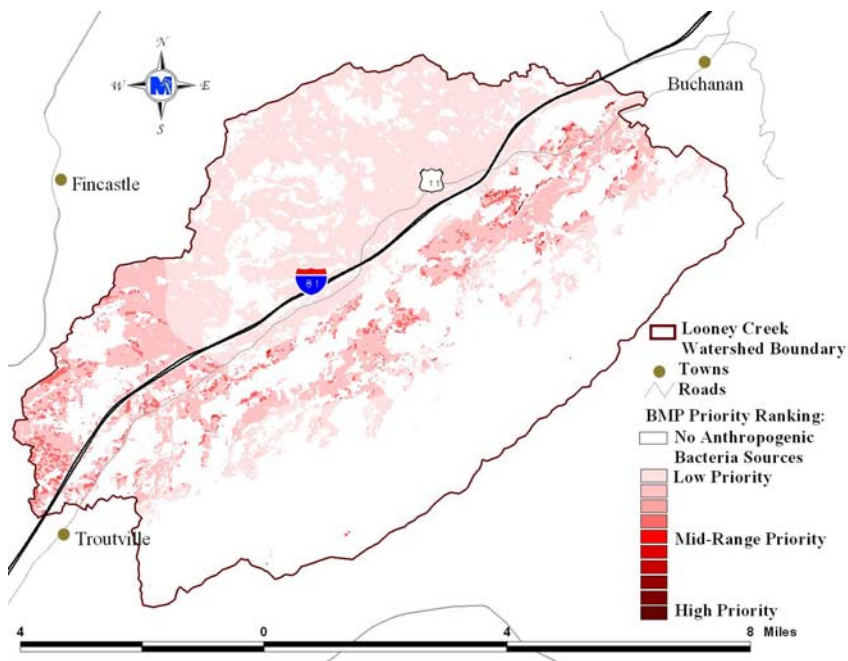 N
W
E
S
M
Buchanan
Fincastle
11
81
Looney Creek
Watershed Boundary
Towns
Roads
BMP Priority Ranking:
No Anthropogenic
Bacteria Sources
Low Priority
Mid-Range Priority
High Priority
Troutville
4 0 4 8 Miles